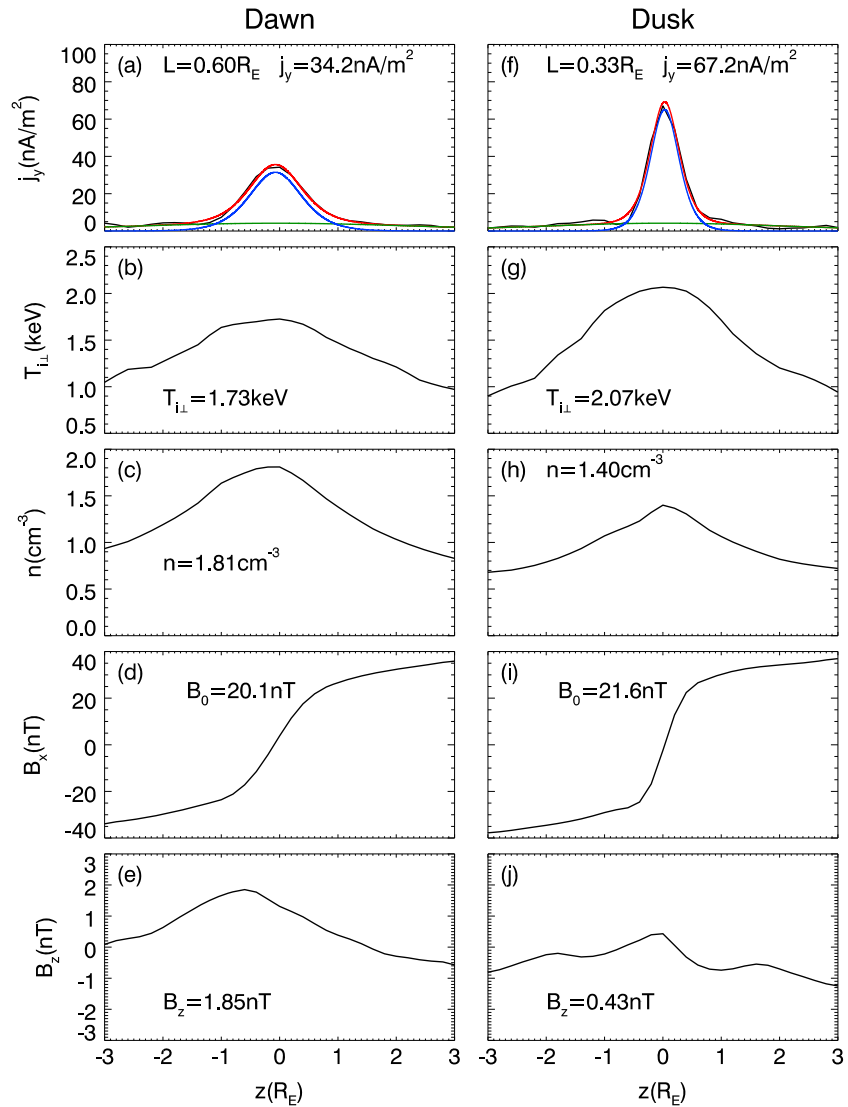 Dawn Dusk
(a) L=0.60R_E j_y=34.2nA/m²
(f) L=0.33R_E j_y=67.2nA/m²
j_y(nA/m²)
100
80
60
40
20
0
(b)
T_i⊥=1.73keV
(g)
T_i⊥=2.07keV
T_i⊥(keV)
2.5
2.0
1.5
1.0
0.5
(c)
n=1.81cm⁻³
(h) n=1.40cm⁻³
n(cm⁻³)
2.0
1.5
1.0
0.5
0.0
(d)
B_0=20.1nT
(i)
B_0=21.6nT
B_x(nT)
40
20
0
-20
-40
(e)
B_z=1.85nT
(j)
B_z=0.43nT
B_z(nT)
3
2
1
0
-1
-2
-3
-3 -2 -1 0 1 2 3
-3 -2 -1 0 1 2 3
z(R_E) z(R_E)